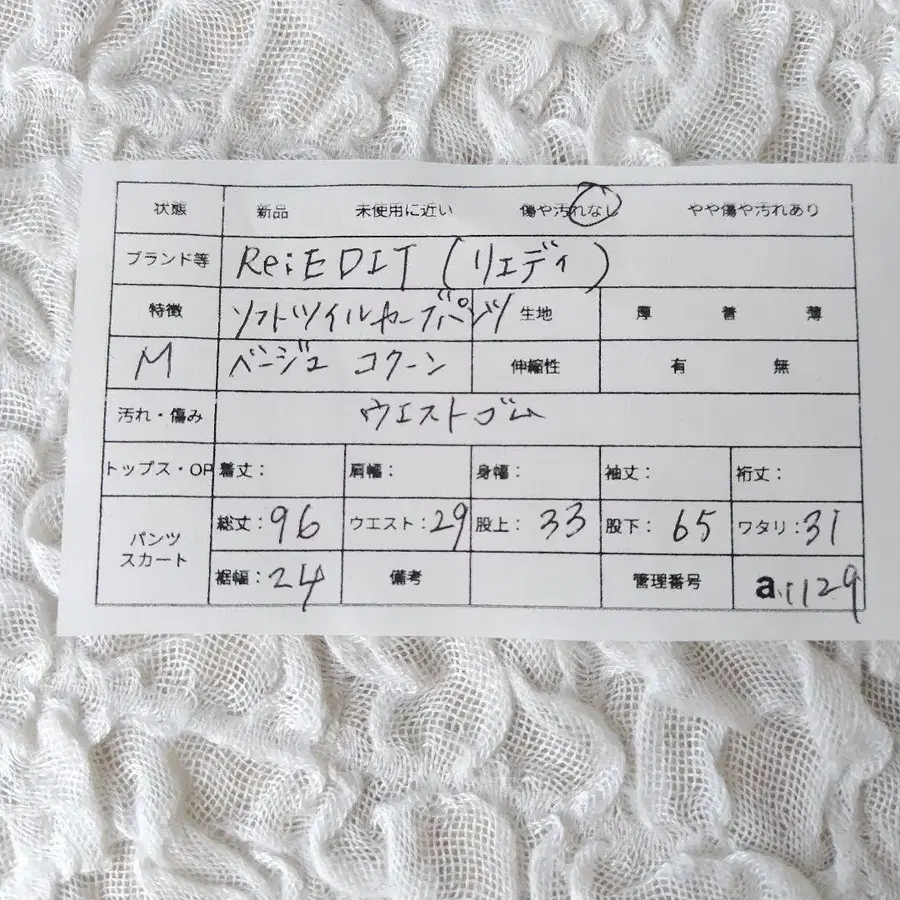 状態 新品 未使用に近い 傷や汚れなし やや傷や汚れあり
ブランド等 Re:EDIT (リエディ)
特徴 ソフトツイルカーブパンツ 生地 厚 普 薄
M ベージュ コクーン 伸縮性 有 無
汚れ・傷み ウエストゴム
トップス・OP 着丈: 肩幅: 身幅: 袖丈: 裄丈:
パンツ スカート 総丈:96 ウエスト:29 股上:33 股下:65 ワタリ:31
裾幅:24 備考 管理番号 a.1129